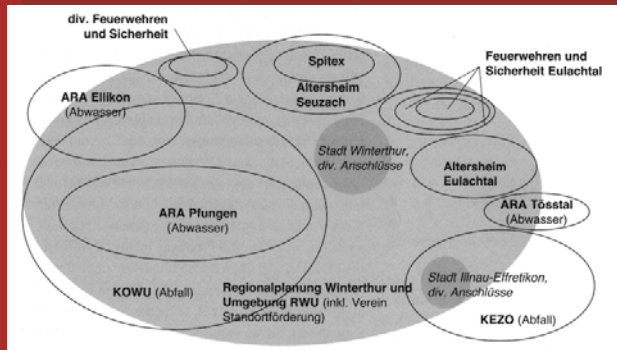 div. Feuerwehren
und Sicherheit
Spitex
Altersheim
Seuzach
Feuerwehren und
Sicherheit Eulachtal
ARA Ellikon
(Abwasser)
Stadt Winterthur,
div. Anschlüsse
Altersheim
Eulachtal
ARA Pfungen
(Abwasser)
ARA Tösstal
(Abwasser)
KOWU (Abfall)
Regionalplanung Winterthur und
Umgebung RWU (inkl. Verein
Standortförderung)
Stadt Illnau-Effretikon,
div. Anschlüsse
KEZO (Abfall)